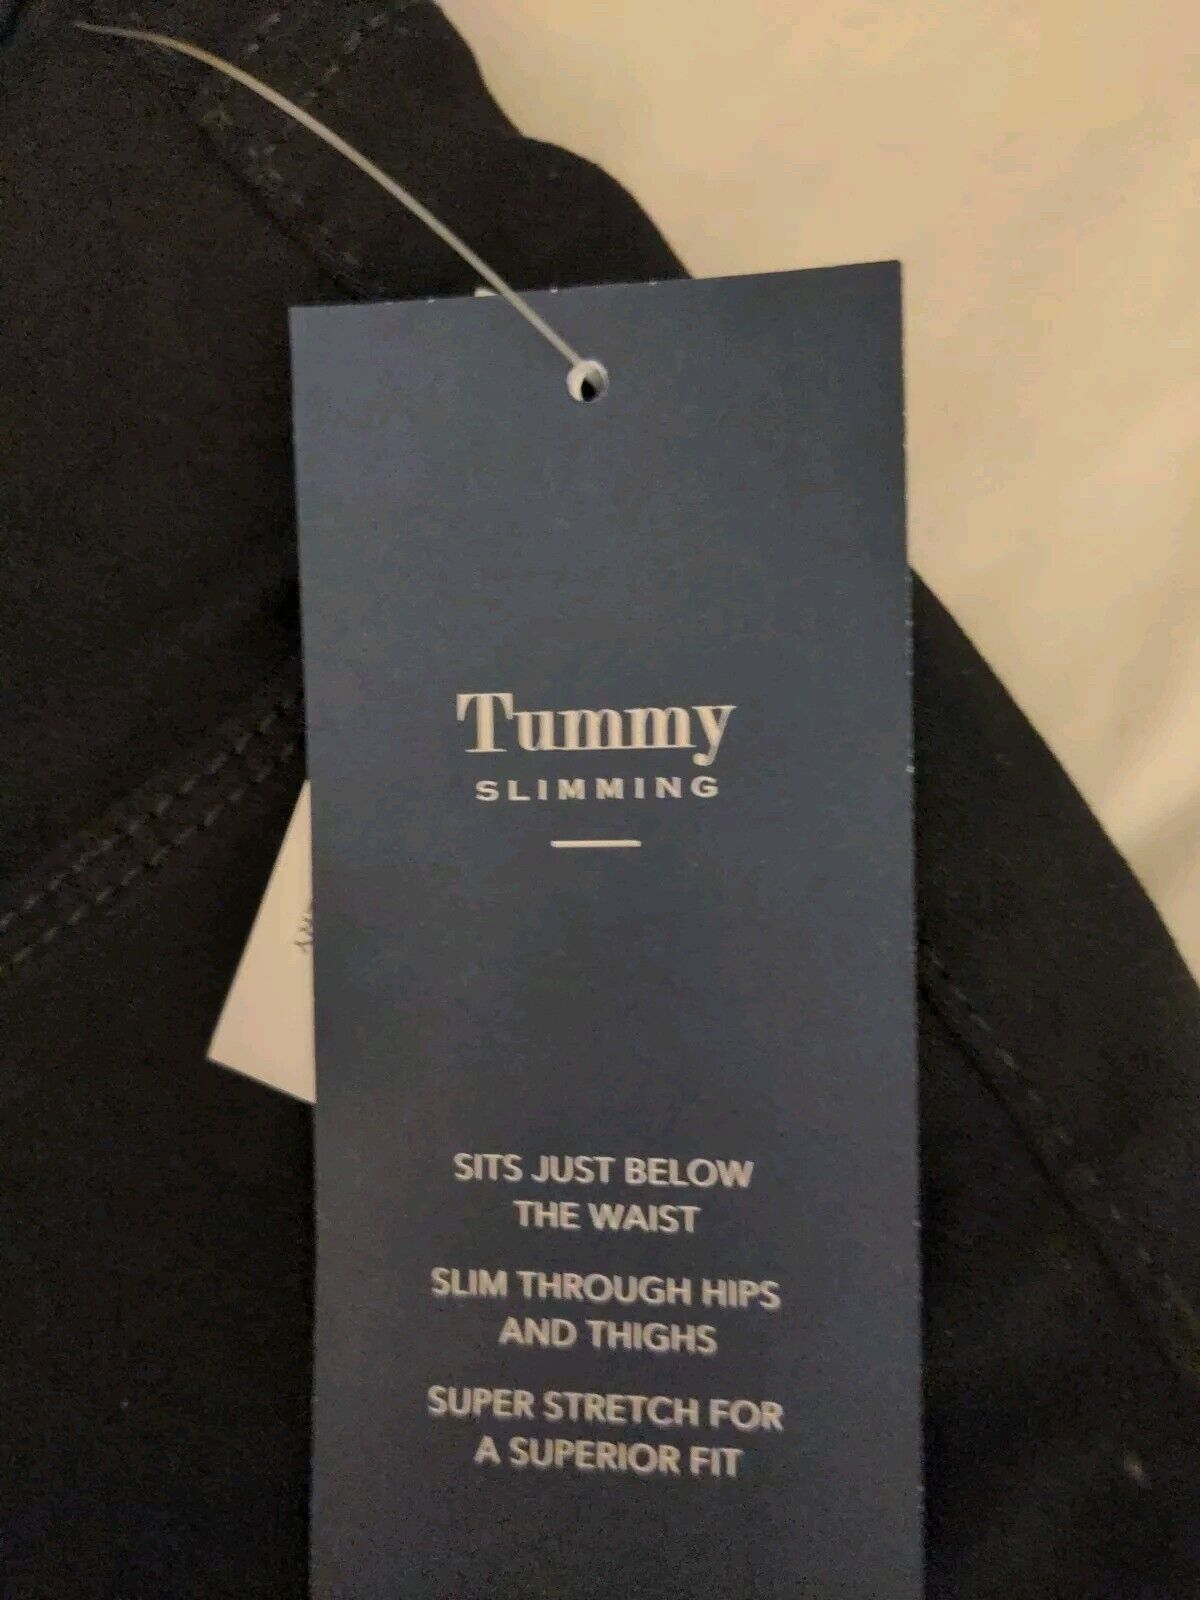 Tummy
SLIMMING
SITS JUST BELOW
THE WAIST
SLIM THROUGH HIPS
AND THIGHS
SUPER STRETCH FOR
A SUPERIOR FIT